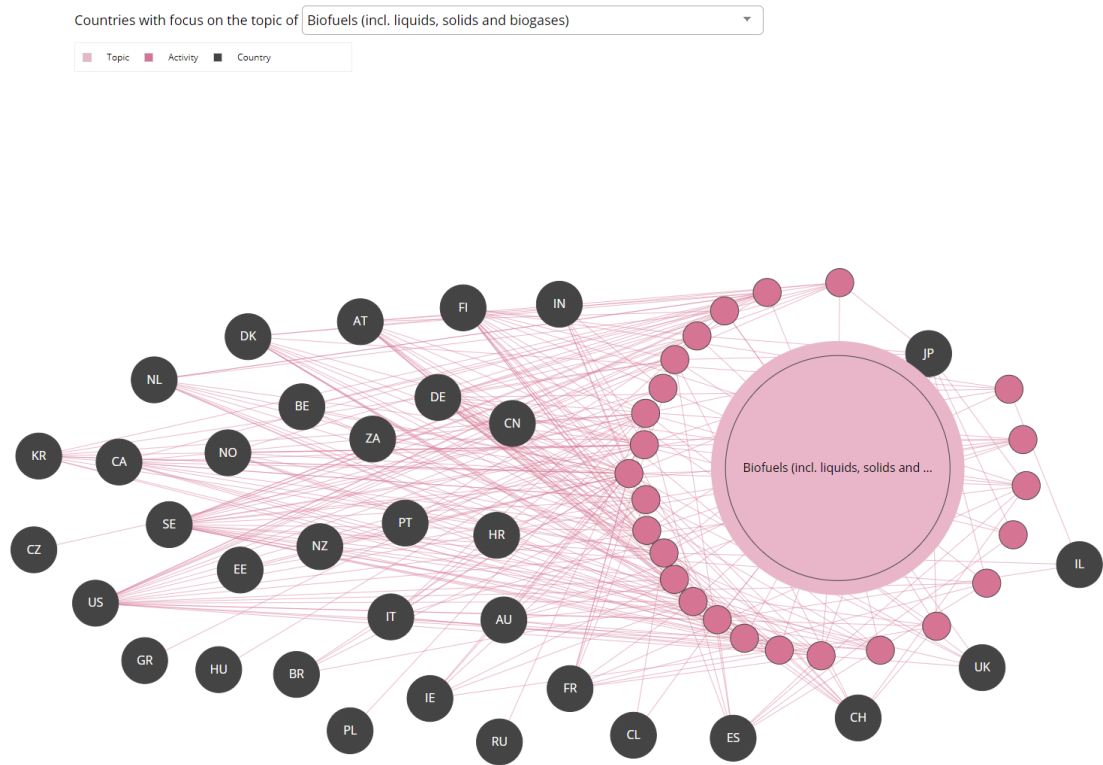 Countries with focus on the topic of Biofuels (incl. liquids, solids and biogases)
Topic Activity Country
IN
FI
AT
DK
JP
NL
DE
BE
CN
ZA
NO
KR
CA
Biofuels (incl. liquids, solids and ...
SE
PT
HR
NZ
CZ
IL
EE
US
IT
AU
GR
HU
UK
BR
FR
IE
CH
PL
CL
ES
RU